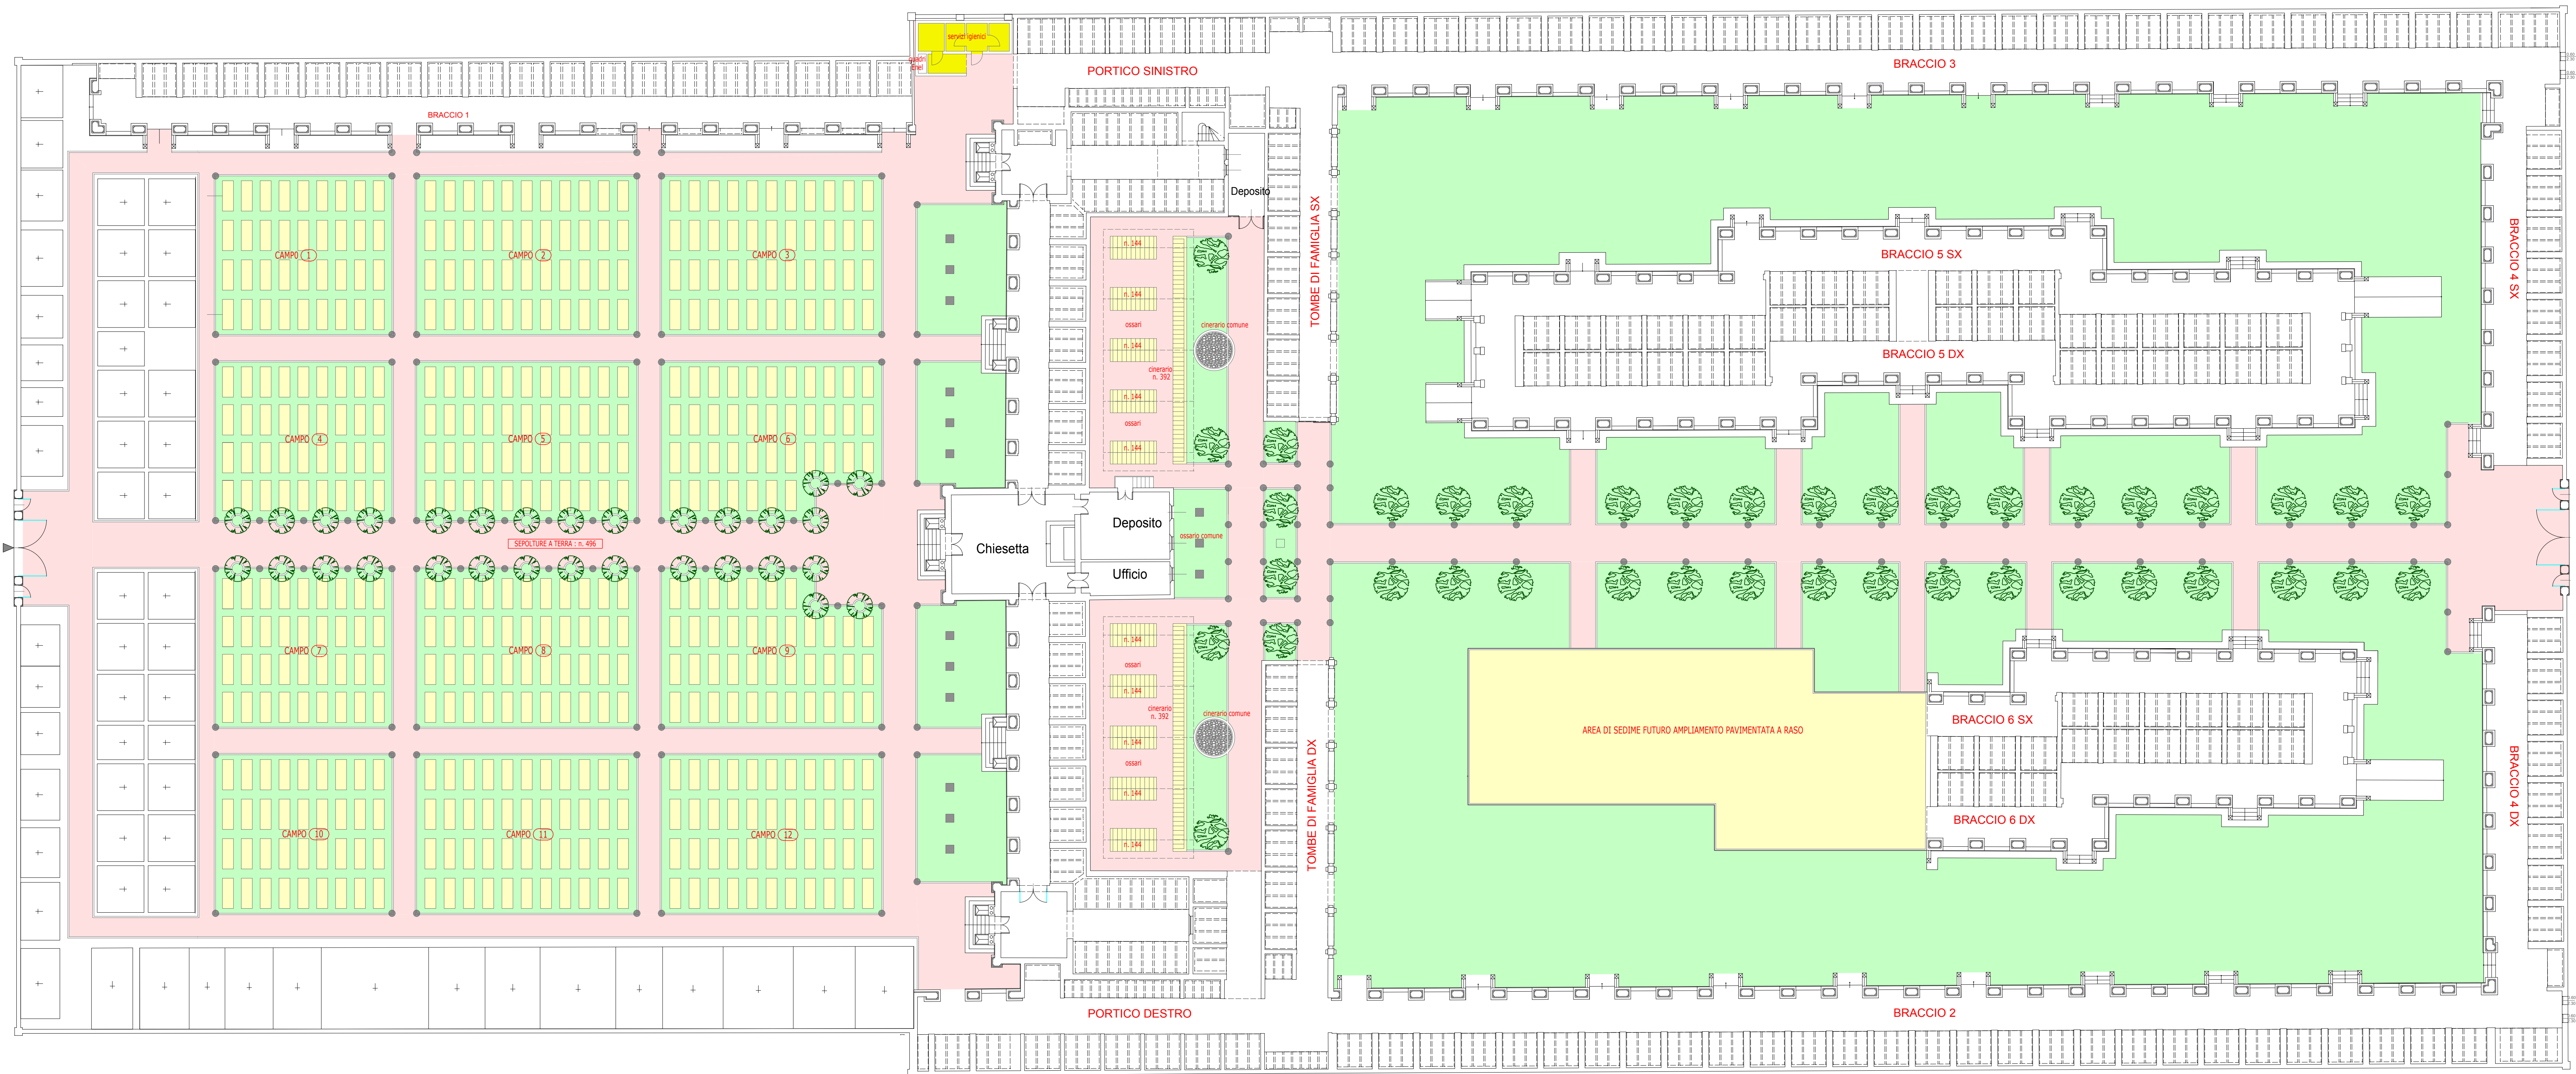 servizi igienici
quadri
Enel
PORTICO SINISTRO
BRACCIO 3
BRACCIO 1
Deposito
TOMBE DI FAMIGLIA SX
BRACCIO 4 SX
CAMPO 1
CAMPO 2
CAMPO 3
n. 144
n. 144
ossari
n. 144
cinerario
n. 392
n. 144
ossari
n. 144
cinerario comune
BRACCIO 5 SX
BRACCIO 5 DX
CAMPO 4
CAMPO 5
CAMPO 6
SEPOLTURE A TERRA : n. 496
Chiesetta
Deposito
Ufficio
ossario comune
CAMPO 7
CAMPO 8
CAMPO 9
n. 144
ossari
n. 144
cinerario
n. 392
n. 144
ossari
n. 144
n. 144
cinerario comune
TOMBE DI FAMIGLIA DX
AREA DI SEDIME FUTURO AMPLIAMENTO PAVIMENTATA A RASO
BRACCIO 6 SX
BRACCIO 6 DX
BRACCIO 4 DX
CAMPO 10
CAMPO 11
CAMPO 12
PORTICO DESTRO
BRACCIO 2